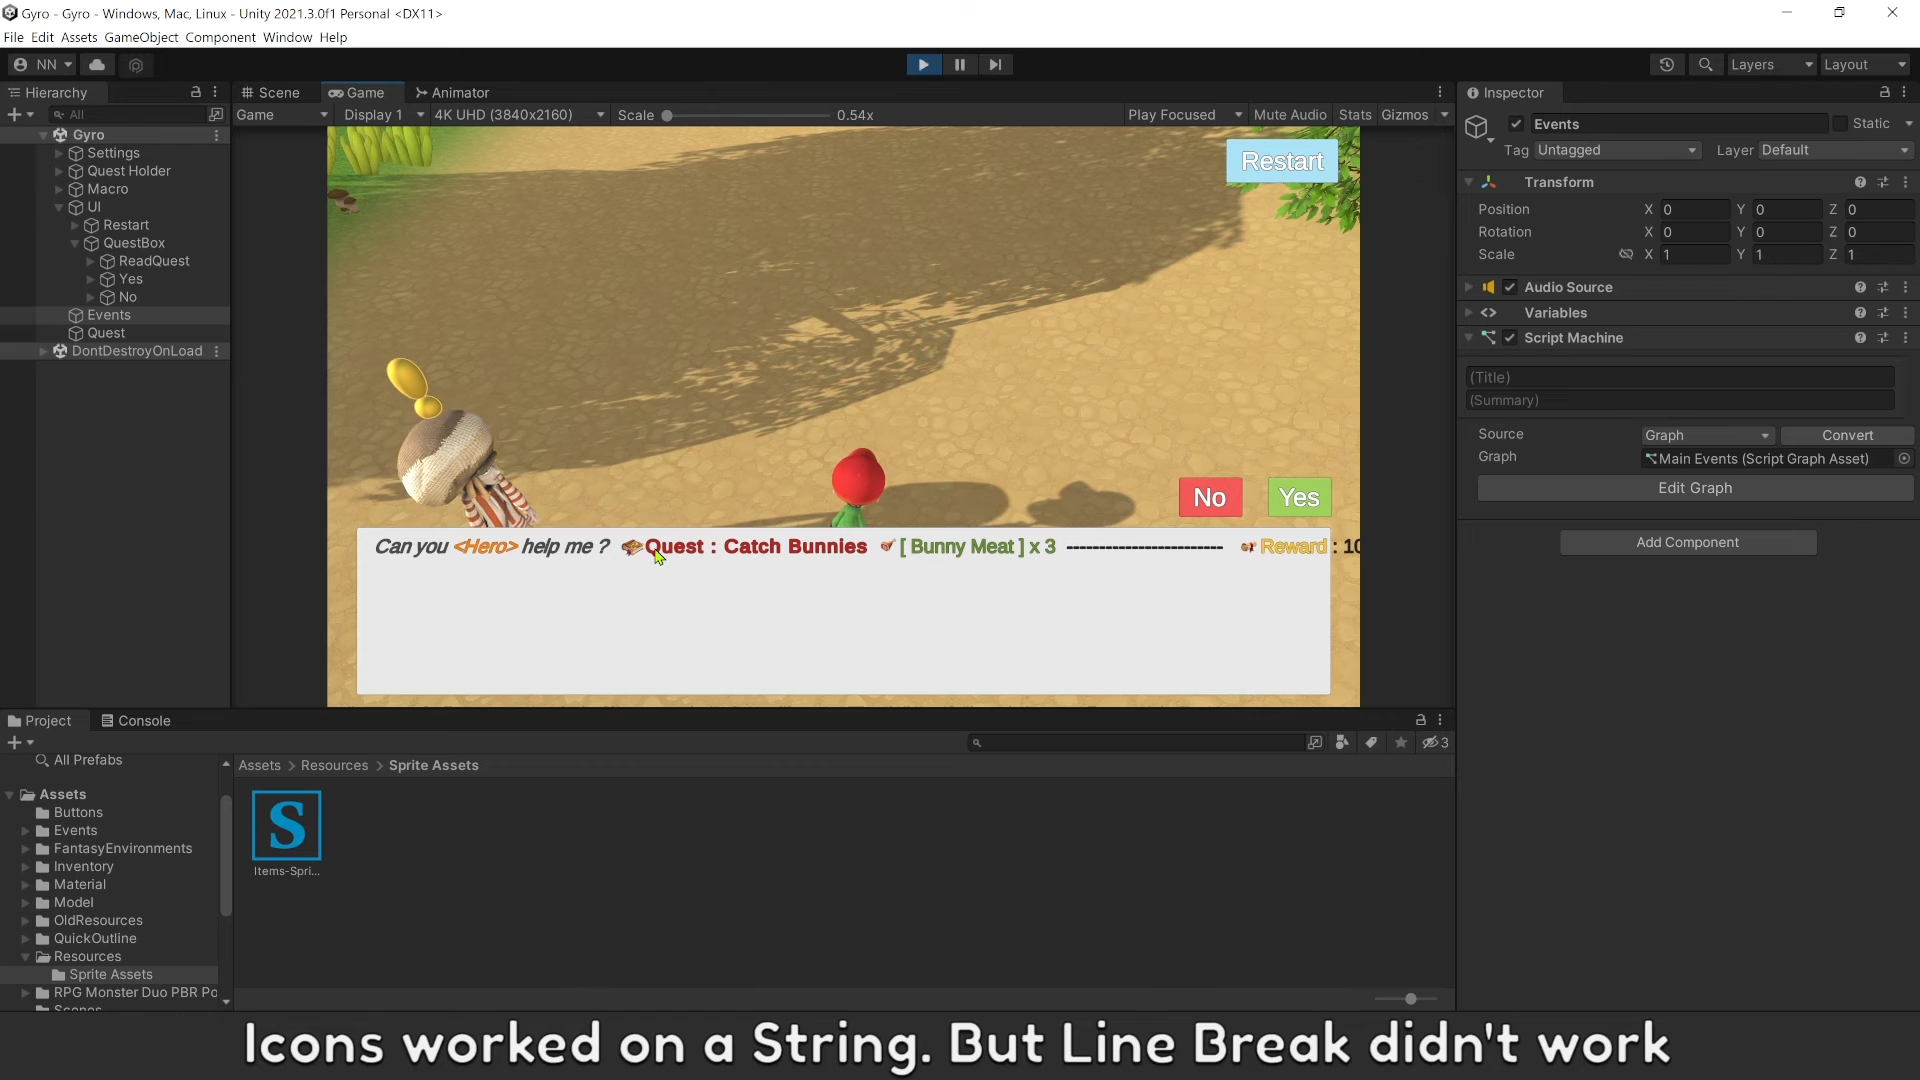 Gyro - Gyro - Windows, Mac, Linux - Unity 2021.3.0f1 Personal <DX11>
File Edit Assets GameObject Component Window Help
NN
Layers
Layout
Hierarchy
All
Gyro
Settings
Quest Holder
Macro
UI
Restart
QuestBox
ReadQuest
Yes
No
Events
Quest
DontDestroyOnLoad
Scene
Game
Animator
Game
Display 1
4K UHD (3840x2160)
Scale
0.54x
Play Focused
Mute Audio
Stats
Gizmos
Restart
No
Yes
Can you <Hero> help me ? Quest : Catch Bunnies [ Bunny Meat ] x 3 ------------------------ Reward : 10
Inspector
Events
Static
Tag
Untagged
Layer
Default
Transform
Position
X 0 Y 0 Z 0
Rotation
X 0 Y 0 Z 0
Scale
X 1 Y 1 Z 1
Audio Source
Variables
Script Machine
(Title)
(Summary)
Source
Graph
Convert
Graph
Main Events (Script Graph Asset)
Edit Graph
Add Component
Project
Console
3
All Prefabs
Assets
Buttons
Events
FantasyEnvironments
Inventory
Material
Model
OldResources
QuickOutline
Resources
Sprite Assets
RPG Monster Duo PBR Po
Scenes
Assets > Resources > Sprite Assets
S
Items-Spri...
Icons worked on a String. But Line Break didn't work